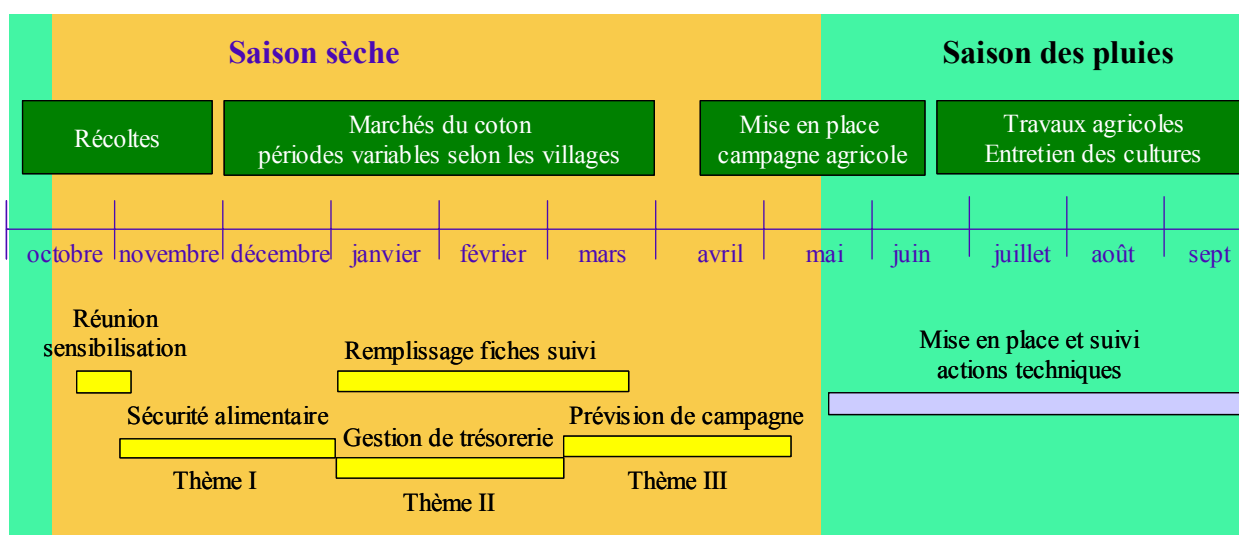 Saison sèche
Saison des pluies
Récoltes
Marchés du coton
périodes variables selon les villages
Mise en place
campagne agricole
Travaux agricoles
Entretien des cultures
octobre novembre décembre janvier février mars avril mai juin juillet août sept
Réunion
sensibilisation
Remplissage fiches suivi
Mise en place et suivi
actions techniques
Sécurité alimentaire
Gestion de trésorerie
Prévision de campagne
Thème I
Thème II
Thème III